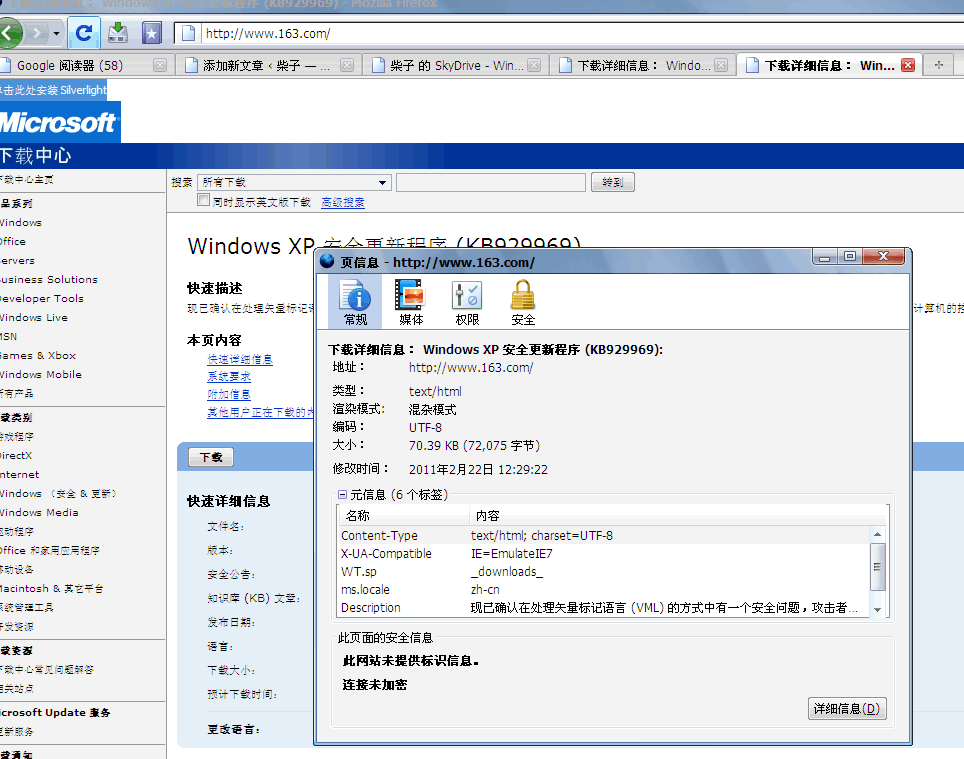 Windows XP 安全更新程序 (KB929969) - Mozilla Firefox
http://www.163.com/
Google 阅读器 (58)
添加新文章 ‹ 柴子 — ...
柴子 的 SkyDrive - Win...
下载详细信息： Windo...
下载详细信息： Win...
击此处安装 Silverlight
Microsoft
下载中心
下载中心主页
品系列
Windows
Office
Servers
Business Solutions
Developer Tools
Windows Live
MSN
Games & Xbox
Windows Mobile
所有产品
载类别
游戏程序
DirectX
Internet
Windows （安全 & 更新）
Windows Media
驱动程序
Office 和家用应用程序
移动设备
Macintosh & 其它平台
系统管理工具
开发资源
载资源
下载中心常见问题解答
相关站点
Microsoft Update 服务
更新服务
载通知
搜索
所有下载
转到
同时显示英文版下载
高级搜索
Windows XP 安全更新程序 (KB929969)
快速描述
现已确认在处理矢量标记语
计算机的控
本页内容
快速详细信息
系统要求
附加信息
其他用户正在下载的内
下载
快速详细信息
文件名：
版本：
安全公告：
知识库 (KB) 文章：
发布日期：
语言：
下载大小：
预计下载时间：
更改语言：
页信息 - http://www.163.com/
常规
媒体
权限
安全
下载详细信息： Windows XP 安全更新程序 (KB929969):
地址： http://www.163.com/
类型： text/html
渲染模式: 混杂模式
编码： UTF-8
大小： 70.39 KB (72,075 字节)
修改时间： 2011年2月22日 12:29:22
元信息 (6 个标签)
名称 内容
Content-Type text/html; charset=UTF-8
X-UA-Compatible IE=EmulateIE7
WT.sp _downloads_
ms.locale zh-cn
Description 现已确认在处理矢量标记语言 (VML) 的方式中有一个安全问题，攻击者...
此页面的安全信息
此网站未提供标识信息。
连接未加密
详细信息(D)